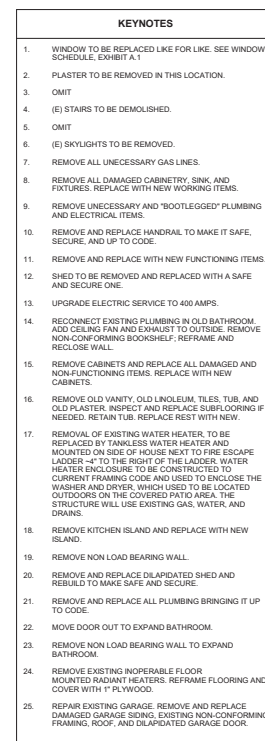 KEYNOTES
1. WINDOW TO BE REPLACED LIKE FOR LIKE. SEE WINDOW
SCHEDULE, EXHIBIT A.1
2. PLASTER TO BE REMOVED IN THIS LOCATION.
3. OMIT
4. (E) STAIRS TO BE DEMOLISHED.
5. OMIT
6. (E) SKYLIGHTS TO BE REMOVED.
7. REMOVE ALL UNECESSARY GAS LINES.
8. REMOVE ALL DAMAGED CABINETRY, SINK, AND
FIXTURES. REPLACE WITH NEW WORKING ITEMS.
9. REMOVE UNECESSARY AND "BOOTLEGGED" PLUMBING
AND ELECTRICAL ITEMS.
10. REMOVE AND REPLACE HANDRAIL TO MAKE IT SAFE,
SECURE, AND UP TO CODE.
11. REMOVE AND REPLACE WITH NEW FUNCTIONING ITEMS.
12. SHED TO BE REMOVED AND REPLACED WITH A SAFE
AND SECURE ONE.
13. UPGRADE ELECTRIC SERVICE TO 400 AMPS.
14. RECONNECT EXISTING PLUMBING IN OLD BATHROOM.
ADD CEILING FAN AND EXHAUST TO OUTSIDE. REMOVE
NON-CONFORMING BOOKSHELF; REFRAME AND
RECLOSE WALL.
15. REMOVE CABINETS AND REPLACE ALL DAMAGED AND
NON-FUNCTIONING ITEMS. REPLACE WITH NEW
CABINETS.
16. REMOVE OLD VANITY, OLD LINOLEUM, TILES, TUB, AND
OLD PLASTER. INSPECT AND REPLACE SUBFLOORING IF
NEEDED. RETAIN TUB. REPLACE REST WITH NEW.
17. REMOVAL OF EXISTING WATER HEATER, TO BE
REPLACED BY TANKLESS WATER HEATER AND
MOUNTED ON SIDE OF HOUSE NEXT TO FIRE ESCAPE
LADDER ~4" TO THE RIGHT OF THE LADDER. WATER
HEATER ENCLOSURE TO BE CONSTRUCTED TO
CURRENT FRAMING CODE AND USED TO ENCLOSE THE
WASHER AND DRYER, WHICH USED TO BE LOCATED
OUTDOORS ON THE COVERED PATIO AREA. THE
STRUCTURE WILL USE EXISTING GAS, WATER, AND
DRAINS.
18. REMOVE KITCHEN ISLAND AND REPLACE WITH NEW
ISLAND.
19. REMOVE NON LOAD BEARING WALL.
20. REMOVE AND REPLACE DILAPIDATED SHED AND
REBUILD TO MAKE SAFE AND SECURE.
21. REMOVE AND REPLACE ALL PLUMBING BRINGING IT UP
TO CODE.
22. MOVE DOOR OUT TO EXPAND BATHROOM.
23. REMOVE NON LOAD BEARING WALL TO EXPAND
BATHROOM.
24. REMOVE EXISTING INOPERABLE FLOOR
MOUNTED RADIANT HEATERS. REFRAME FLOORING AND
COVER WITH 1" PLYWOOD.
25. REPAIR EXISTING GARAGE. REMOVE AND REPLACE
DAMAGED GARAGE SIDING, EXISTING NON-CONFORMING
FRAMING, ROOF, AND DILAPIDATED GARAGE DOOR.